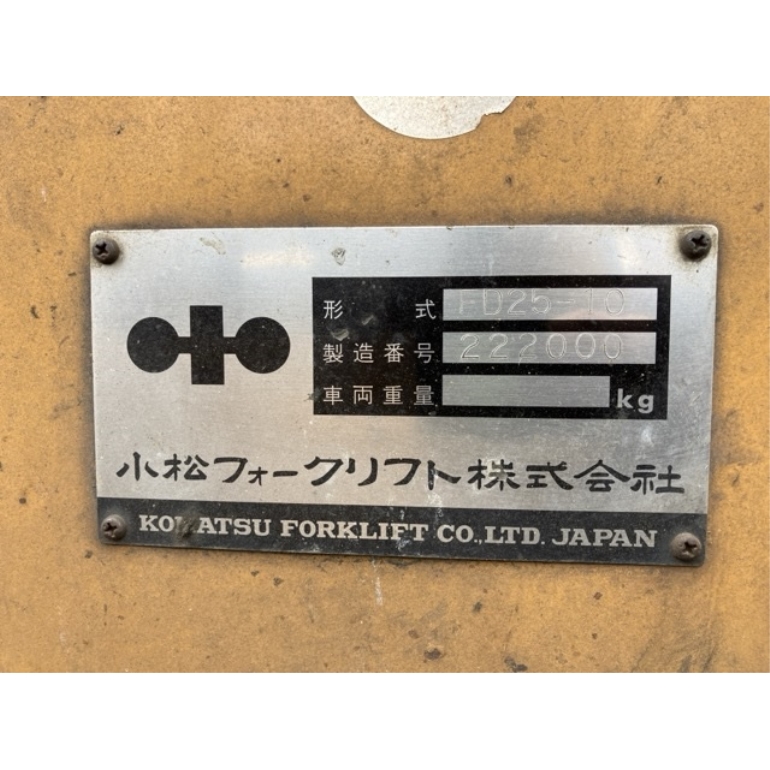 形式 FD25-10
製造番号 222000
車両重量 kg
小松フォークリフト株式会社
KOMATSU FORKLIFT CO.,LTD. JAPAN